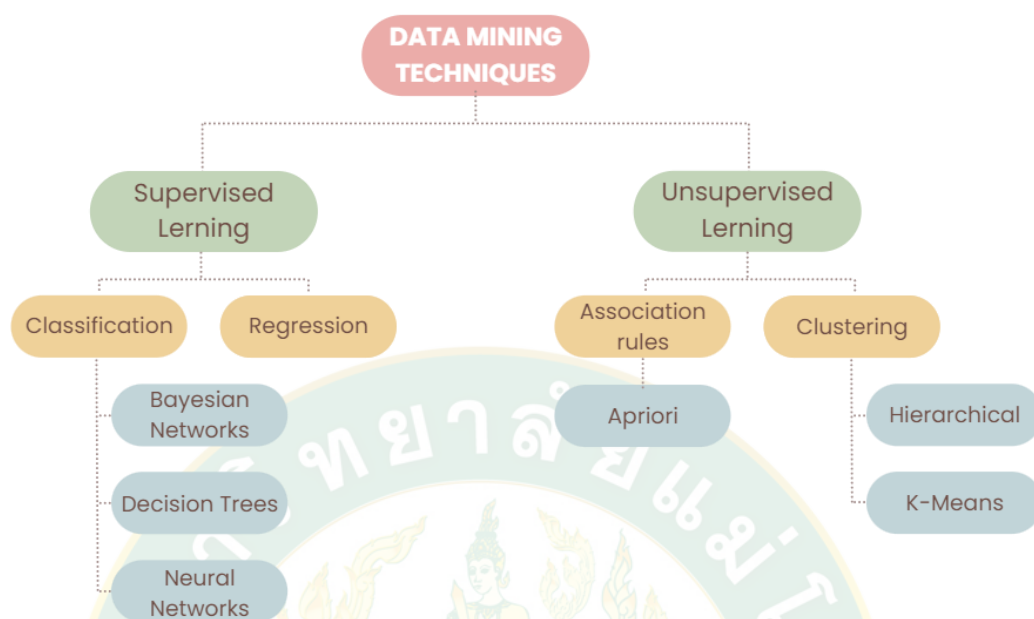 DATA MINING
TECHNIQUES
Supervised
Lerning
Unsupervised
Lerning
Classification
Regression
Association
rules
Clustering
Bayesian
Networks
Apriori
Hierarchical
Decision Trees
K-Means
Neural
Networks